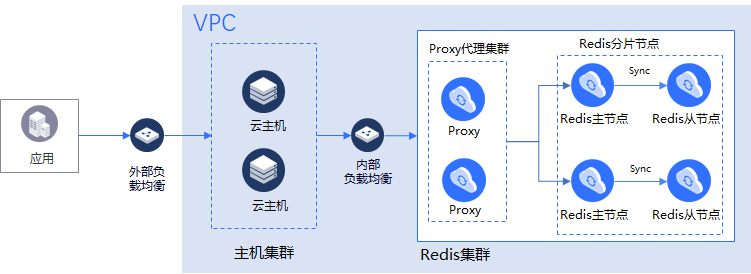 VPC
应用
外部负
载均衡
云主机
云主机
主机集群
内部
负载均衡
Proxy代理集群
Proxy
Proxy
Redis分片节点
Redis主节点
Sync
Redis从节点
Redis主节点
Sync
Redis从节点
Redis集群